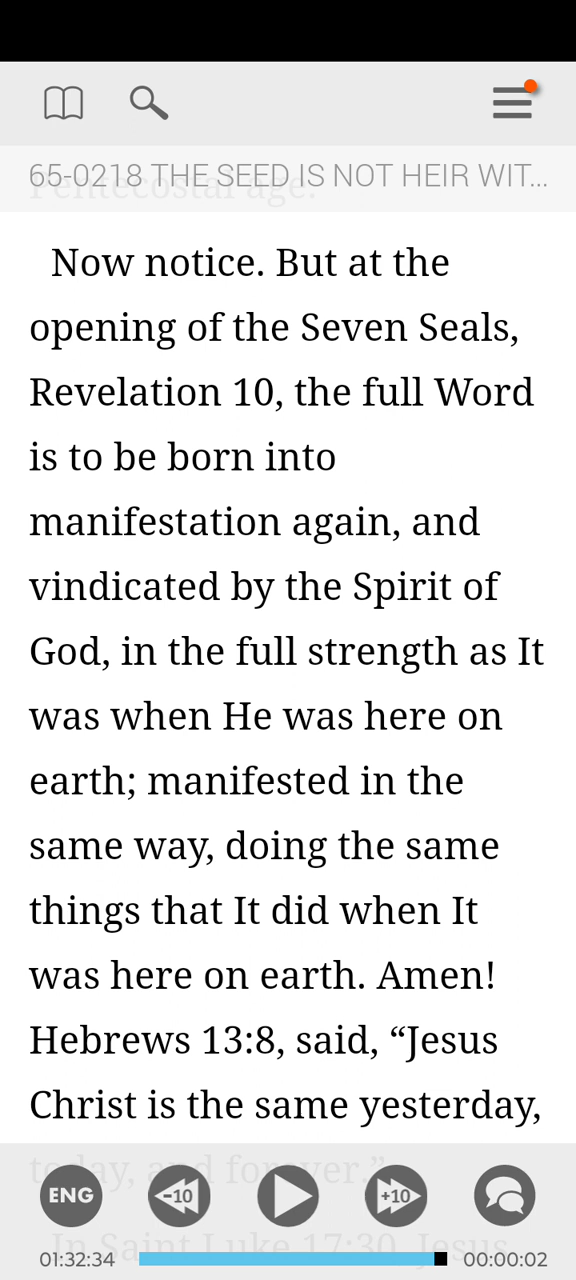 65-0218 THE SEED IS NOT HEIR WIT...
Pentecostal age.
Now notice. But at the
opening of the Seven Seals,
Revelation 10, the full Word
is to be born into
manifestation again, and
vindicated by the Spirit of
God, in the full strength as It
was when He was here on
earth; manifested in the
same way, doing the same
things that It did when It
was here on earth. Amen!
Hebrews 13:8, said, “Jesus
Christ is the same yesterday,
today, and forever.”
ENG -10 +10
In Saint Luke 17:30, Jesus
01:32:34 00:00:02